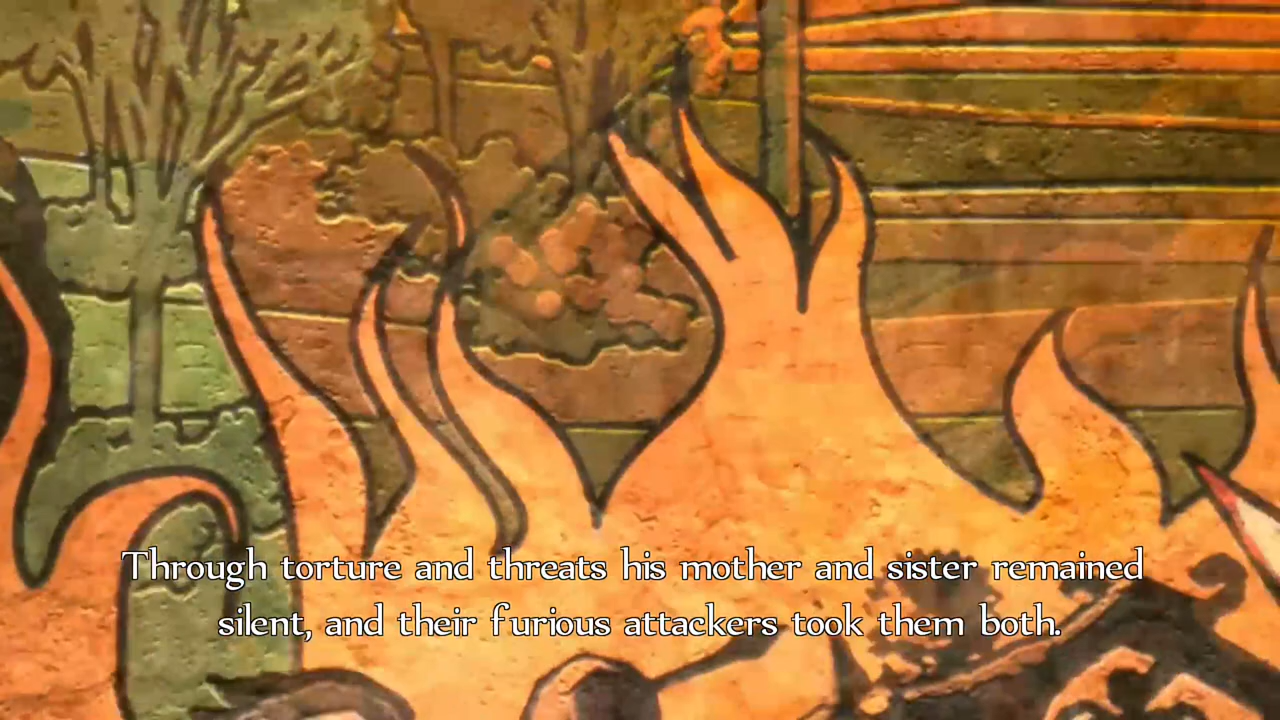 Through torture and threats his mother and sister remained
silent, and their furious attackers took them both.